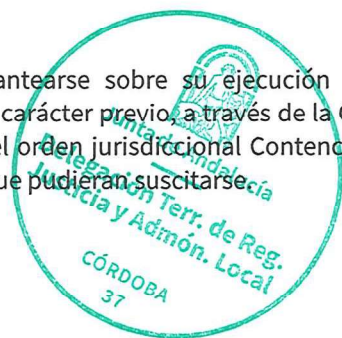 antearse sobre su ejecución
carácter previo, a través de la
el orden jurisdiccional Contenc
ue pudieran suscitarse.
Junta de Andalucía
Delegación Terr. de Reg.
Justicia y Admón. Local
CÓRDOBA
37